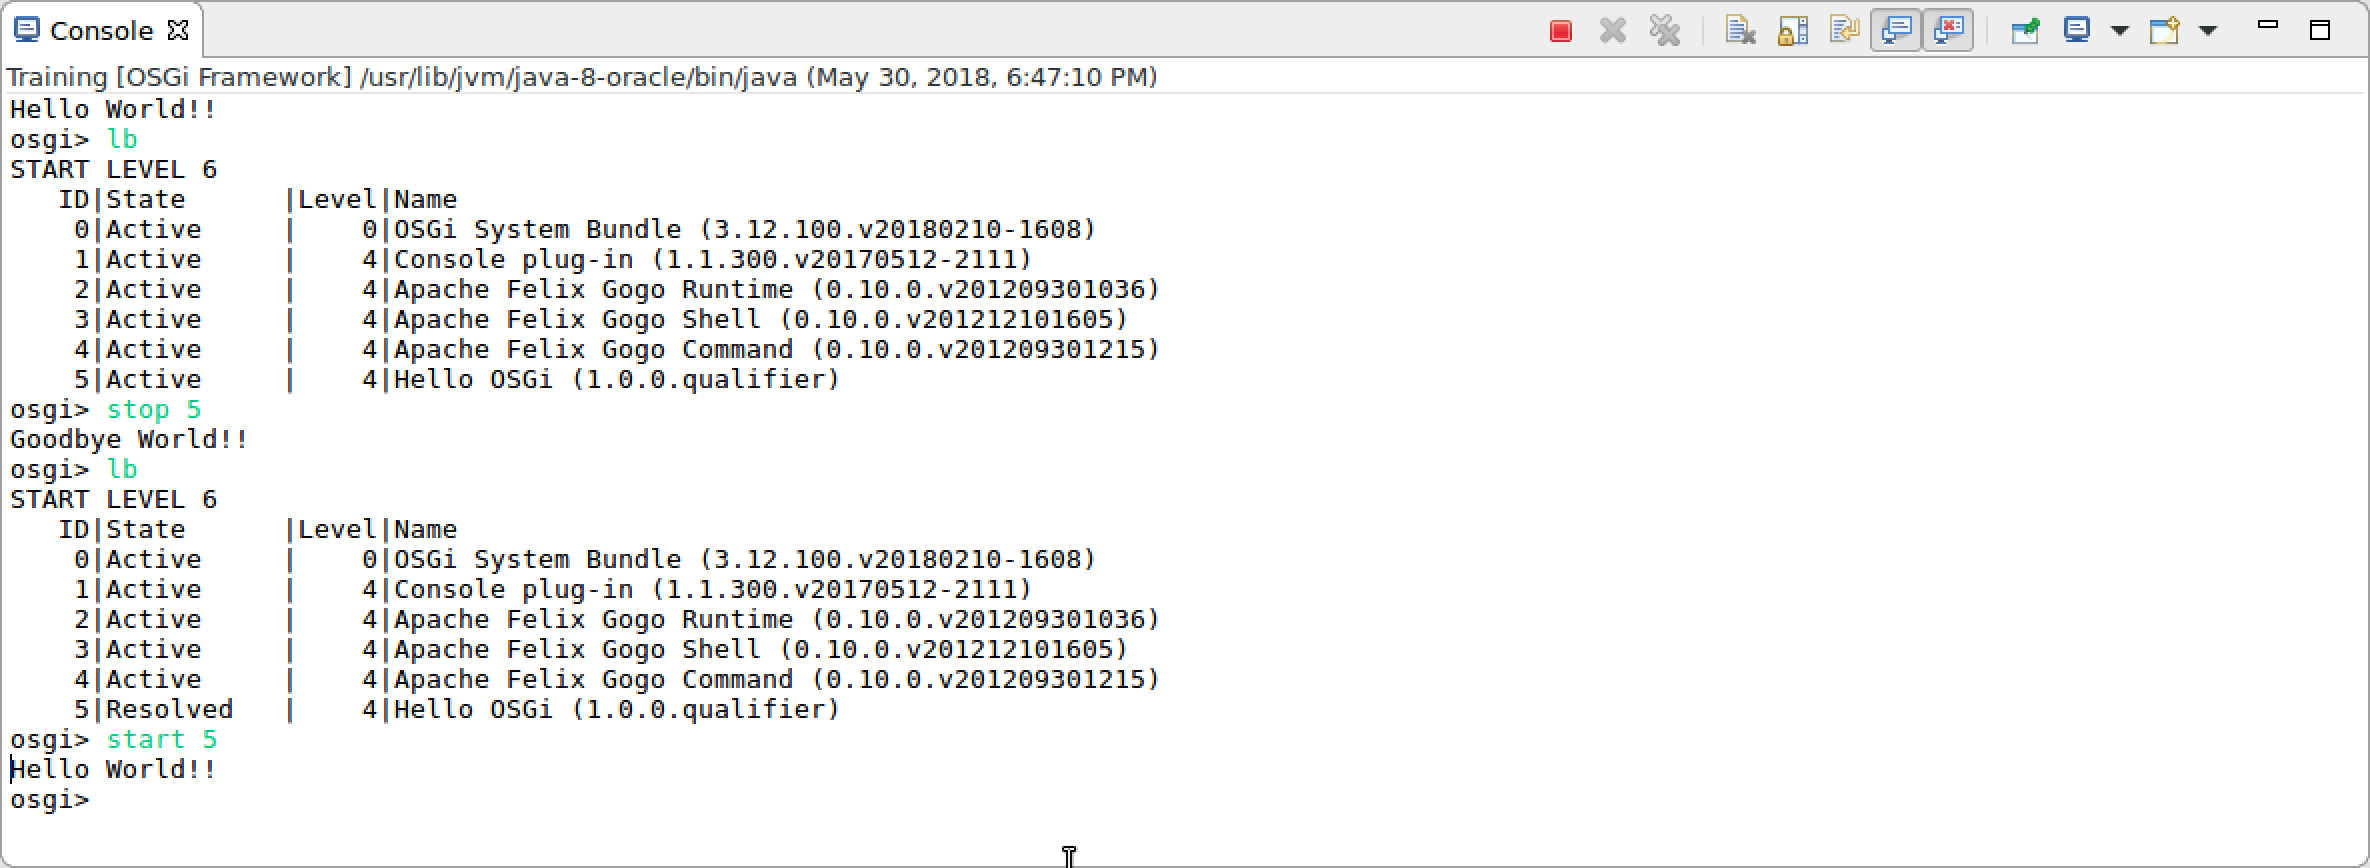 Console
Training [OSGi Framework] /usr/lib/jvm/java-8-oracle/bin/java (May 30, 2018, 6:47:10 PM)
Hello World!!
osgi> lb
START LEVEL 6
   ID|State      |Level|Name
    0|Active     |    0|OSGi System Bundle (3.12.100.v20180210-1608)
    1|Active     |    4|Console plug-in (1.1.300.v20170512-2111)
    2|Active     |    4|Apache Felix Gogo Runtime (0.10.0.v201209301036)
    3|Active     |    4|Apache Felix Gogo Shell (0.10.0.v201212101605)
    4|Active     |    4|Apache Felix Gogo Command (0.10.0.v201209301215)
    5|Active     |    4|Hello OSGi (1.0.0.qualifier)
osgi> stop 5
Goodbye World!!
osgi> lb
START LEVEL 6
   ID|State      |Level|Name
    0|Active     |    0|OSGi System Bundle (3.12.100.v20180210-1608)
    1|Active     |    4|Console plug-in (1.1.300.v20170512-2111)
    2|Active     |    4|Apache Felix Gogo Runtime (0.10.0.v201209301036)
    3|Active     |    4|Apache Felix Gogo Shell (0.10.0.v201212101605)
    4|Active     |    4|Apache Felix Gogo Command (0.10.0.v201209301215)
    5|Resolved   |    4|Hello OSGi (1.0.0.qualifier)
osgi> start 5
Hello World!!
osgi>